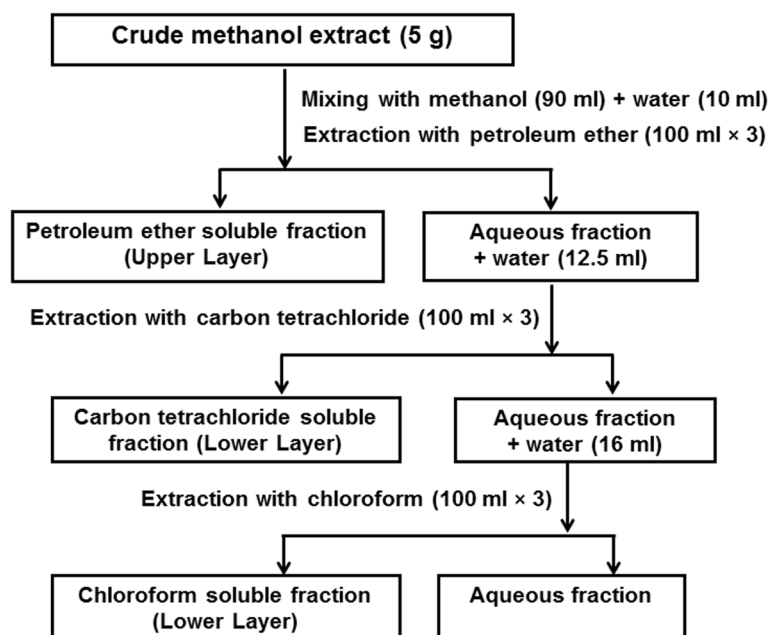 Crude methanol extract (5 g)
Mixing with methanol (90 ml) + water (10 ml)
Extraction with petroleum ether (100 ml × 3)
Petroleum ether soluble fraction
(Upper Layer)
Aqueous fraction
+ water (12.5 ml)
Extraction with carbon tetrachloride (100 ml × 3)
Carbon tetrachloride soluble
fraction (Lower Layer)
Aqueous fraction
+ water (16 ml)
Extraction with chloroform (100 ml × 3)
Chloroform soluble fraction
(Lower Layer)
Aqueous fraction